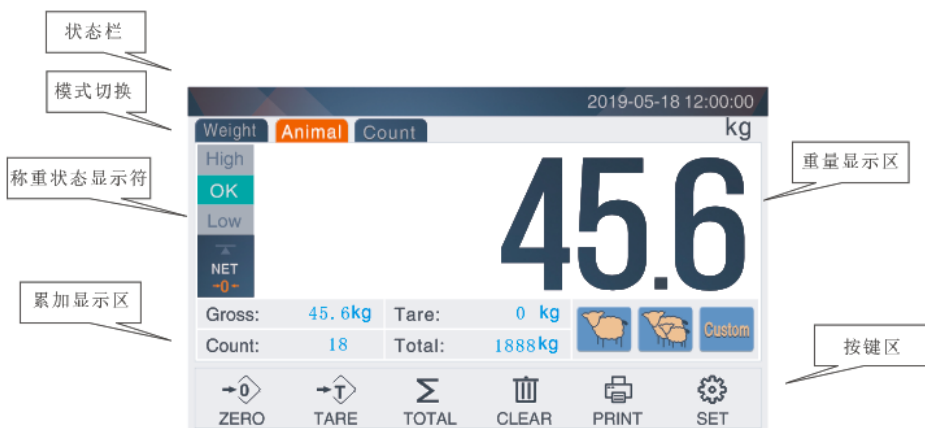 状态栏
模式切换
称重状态显示符
累加显示区
重量显示区
按键区
2019-05-18 12:00:00
Weight Animal Count kg
High
OK
Low
NET
→0←
45.6
Gross: 45.6kg Tare: 0 kg
Count: 18 Total: 1888kg
Custom
→0 →T Σ
ZERO TARE TOTAL CLEAR PRINT SET